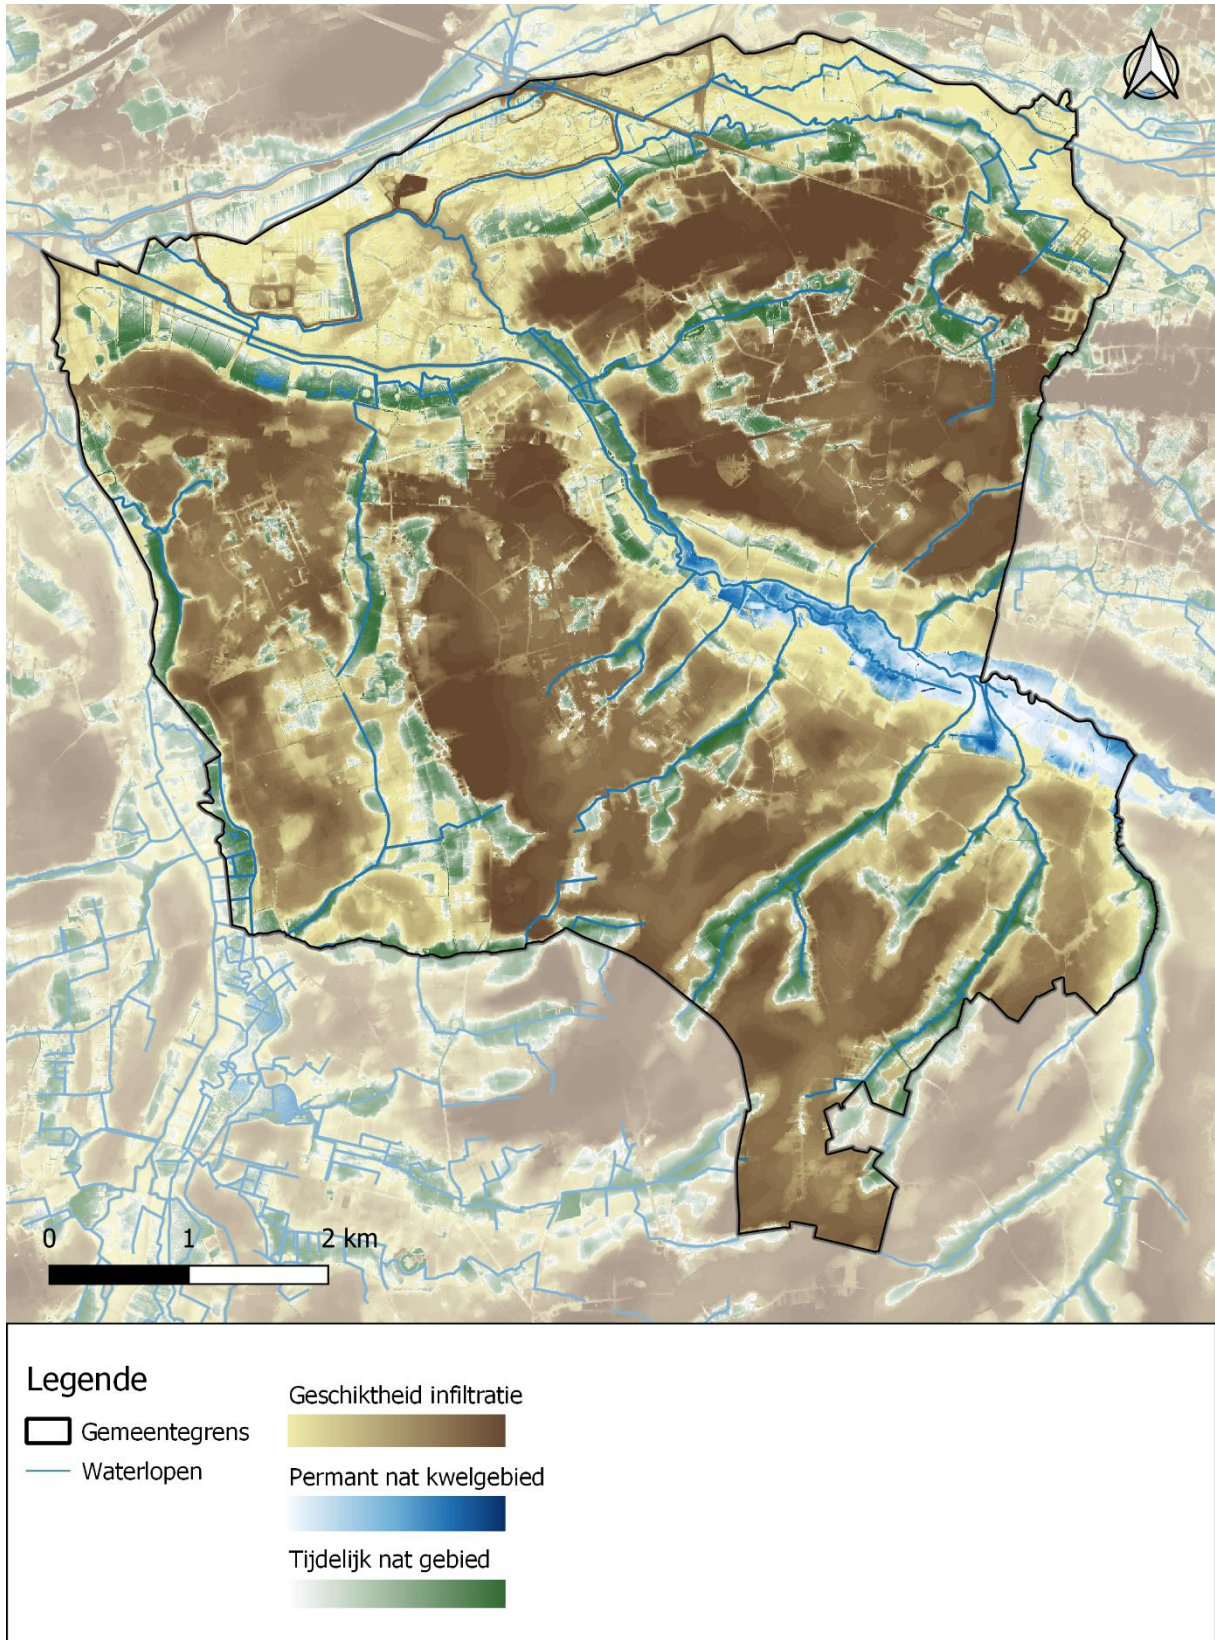 0 1 2 km
Legende
Gemeentegrens
Waterlopen
Geschiktheid infiltratie
Permant nat kwelgebied
Tijdelijk nat gebied